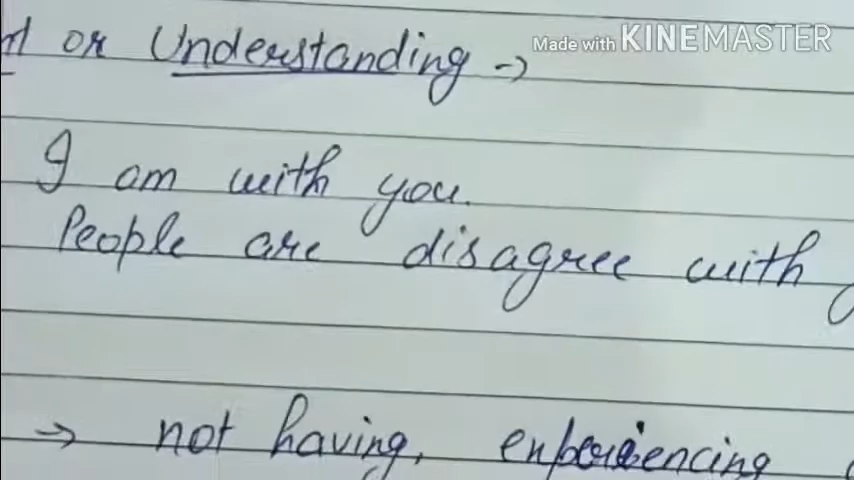 or Understanding →
Made with KINEMASTER
I am with you.
People are disagree with
→ not having, experiencing